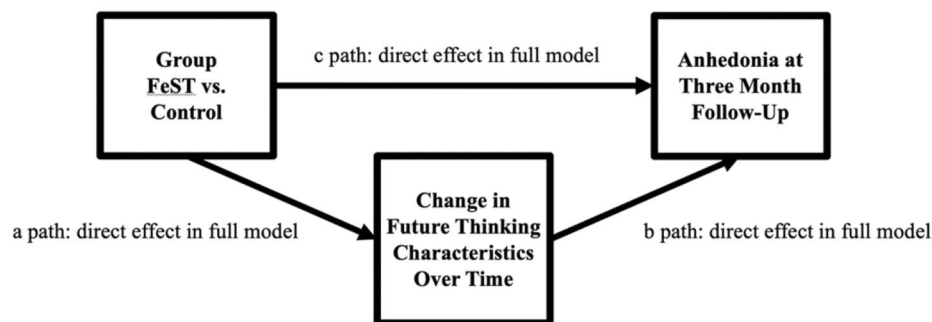 Group
FeST vs.
Control
c path: direct effect in full model
Anhedonia at
Three Month
Follow-Up
a path: direct effect in full model
Change in
Future Thinking
Characteristics
Over Time
b path: direct effect in full model